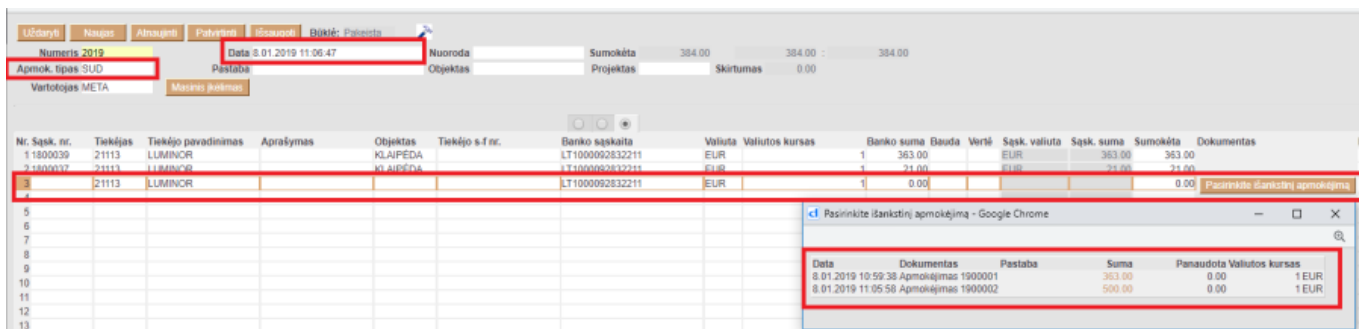 Uždaryti Naujas Atnaujinti Patvirtinti Išsaugoti Būklė: Pakeista
Numeris 2019 Data 8.01.2019 11:06:47 Nuoroda Sumokėta 384.00 384.00 : 384.00
Apmok. tipas SUD Pastaba Objektas Projektas Skirtumas 0.00
Vartotojas META Masinis įkėlimas
Nr. Sąsk. nr. Tiekėjas Tiekėjo pavadinimas Aprašymas Objektas Tiekėjo s-f nr. Banko sąskaita Valiuta Valiutos kursas Banko suma Bauda Vertė Sąsk. valiuta Sąsk. suma Sumokėta Dokumentas
1 1800039 21113 LUMINOR KLAIPĖDA LT1000092832211 EUR 1 363.00 EUR 363.00 363.00
2 1800037 21113 LUMINOR KLAIPĖDA LT1000092832211 EUR 1 21.00 EUR 21.00 21.00
3 21113 LUMINOR LT1000092832211 EUR 1 0.00 0.00 Pasirinkite išankstinį apmokėjimą
4
5
6
7
8
9
10
11
12
13
cl Pasirinkite išankstinį apmokėjimą - Google Chrome
Data Dokumentas Pastaba Suma Panaudota Valiutos kursas
8.01.2019 10:59:38 Apmokėjimas 1900001 363.00 0.00 1 EUR
8.01.2019 11:05:58 Apmokėjimas 1900002 500.00 0.00 1 EUR